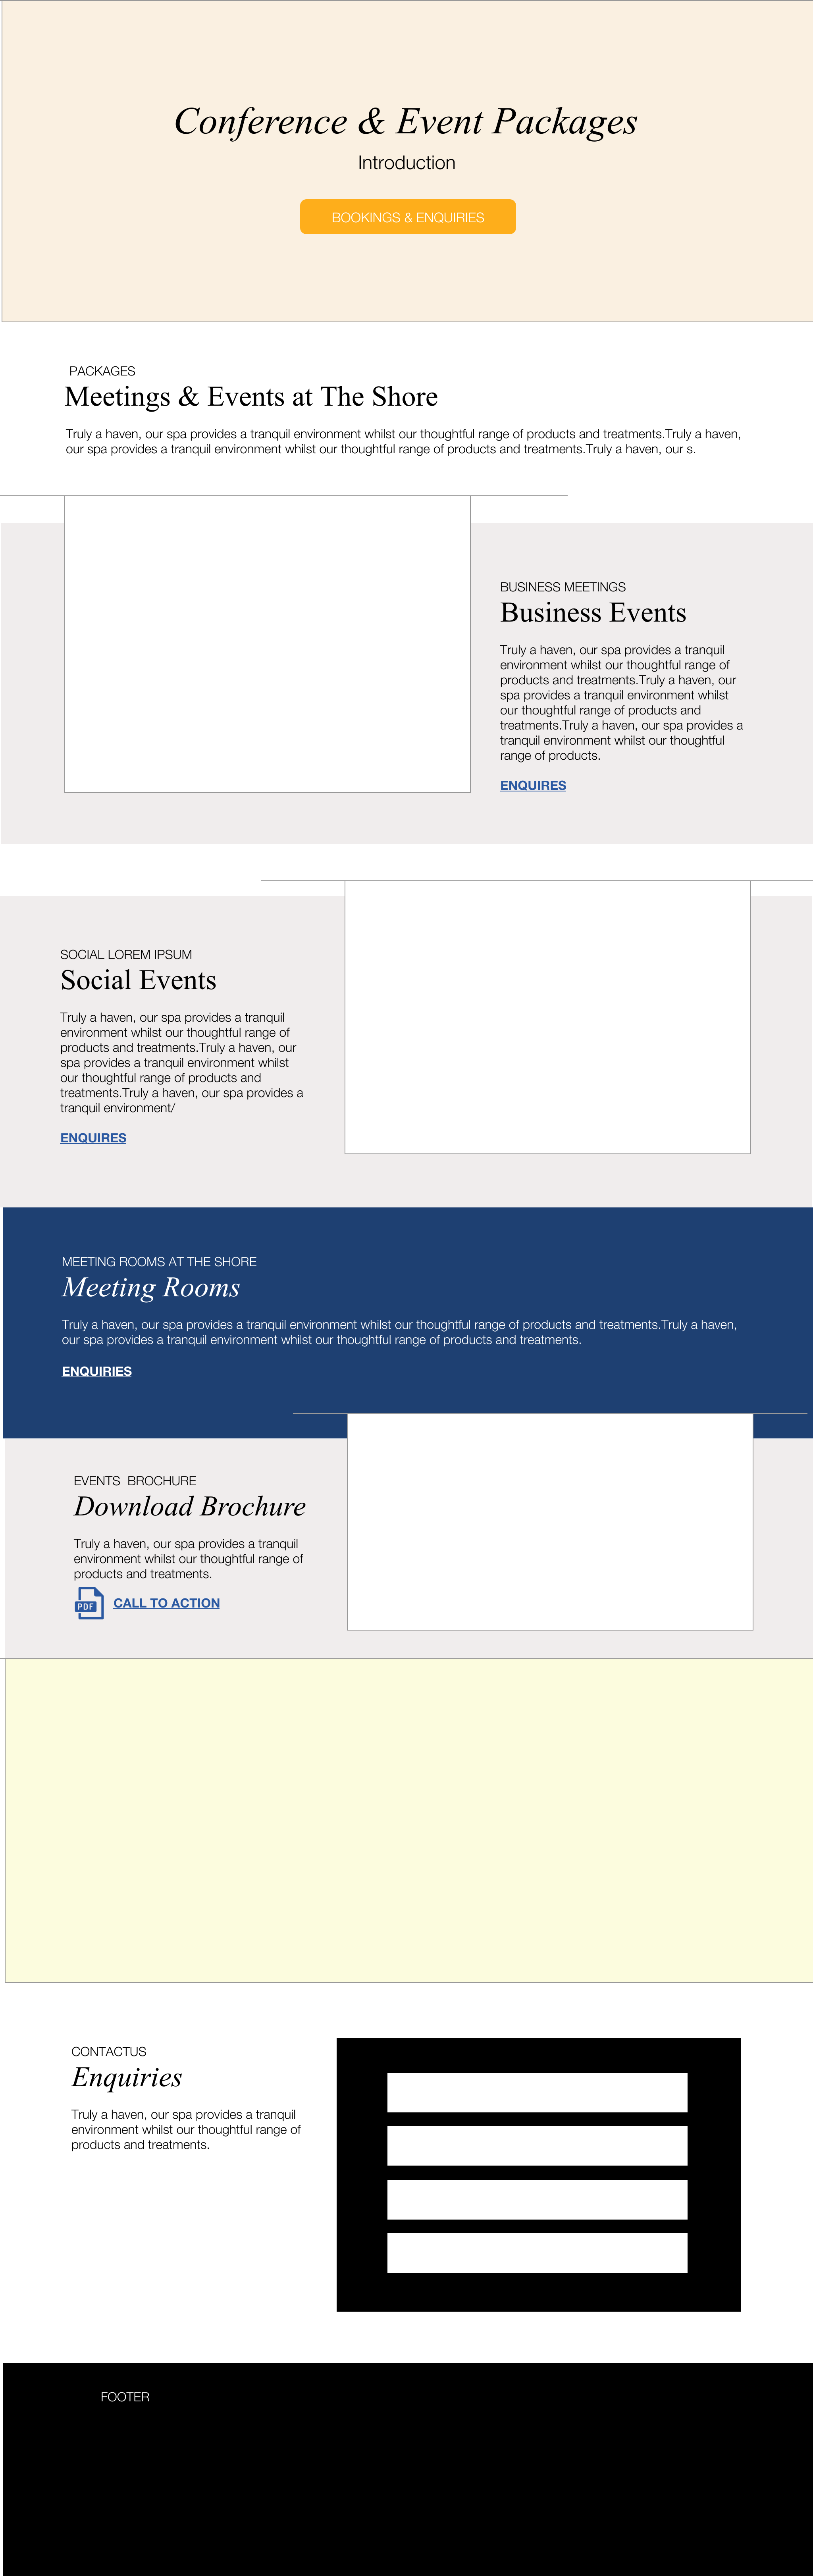 Conference & Event Packages
Introduction
BOOKINGS & ENQUIRIES
PACKAGES
Meetings & Events at The Shore
Truly a haven, our spa provides a tranquil environment whilst our thoughtful range of products and treatments.Truly a haven,
our spa provides a tranquil environment whilst our thoughtful range of products and treatments.Truly a haven, our s.
BUSINESS MEETINGS
Business Events
Truly a haven, our spa provides a tranquil
environment whilst our thoughtful range of
products and treatments.Truly a haven, our
spa provides a tranquil environment whilst
our thoughtful range of products and
treatments.Truly a haven, our spa provides a
tranquil environment whilst our thoughtful
range of products.
ENQUIRES
SOCIAL LOREM IPSUM
Social Events
Truly a haven, our spa provides a tranquil
environment whilst our thoughtful range of
products and treatments.Truly a haven, our
spa provides a tranquil environment whilst
our thoughtful range of products and
treatments.Truly a haven, our spa provides a
tranquil environment/
ENQUIRES
MEETING ROOMS AT THE SHORE
Meeting Rooms
Truly a haven, our spa provides a tranquil environment whilst our thoughtful range of products and treatments.Truly a haven,
our spa provides a tranquil environment whilst our thoughtful range of products and treatments.
ENQUIRIES
EVENTS  BROCHURE
Download Brochure
Truly a haven, our spa provides a tranquil
environment whilst our thoughtful range of
products and treatments.
PDF CALL TO ACTION
CONTACTUS
Enquiries
Truly a haven, our spa provides a tranquil
environment whilst our thoughtful range of
products and treatments.
FOOTER